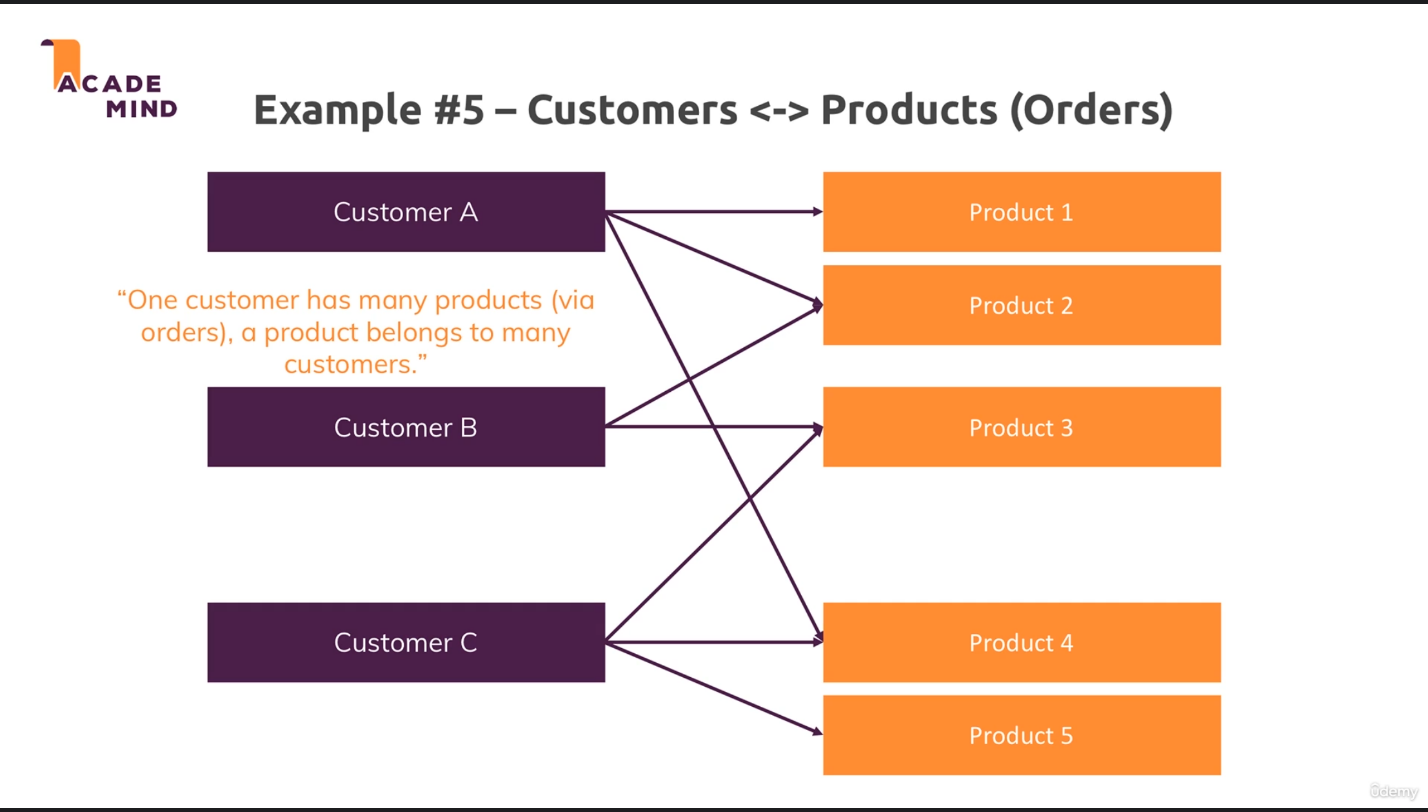 ACADE
MIND
Example #5 – Customers <-> Products (Orders)
Customer A
Product 1
“One customer has many products (via
orders), a product belongs to many
customers.”
Product 2
Customer B
Product 3
Customer C
Product 4
Product 5
ûdemy